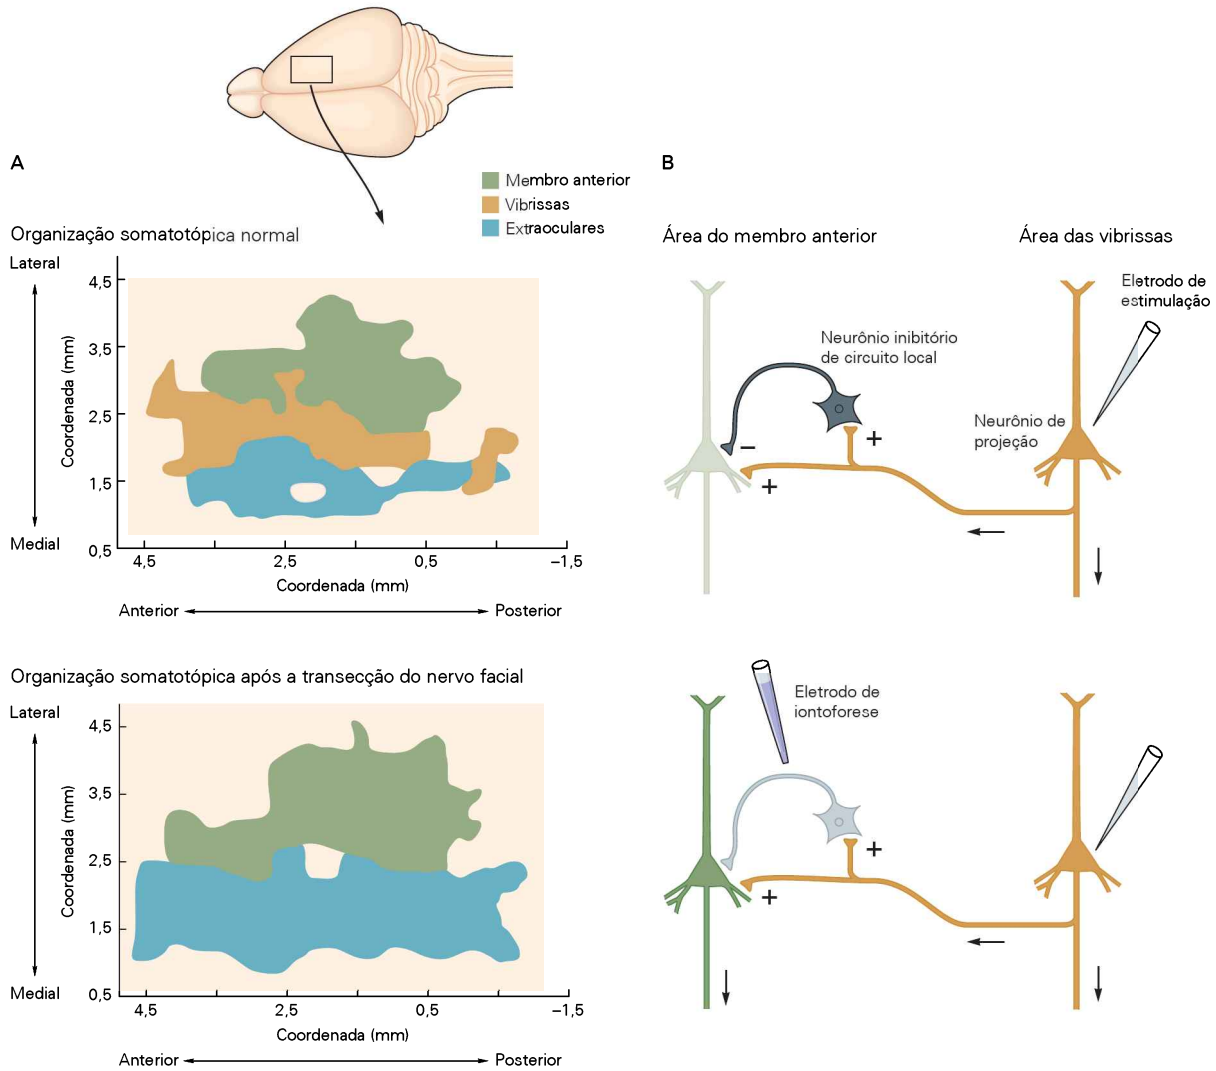 A
Membro anterior
Vibrissas
Extraoculares
Organização somatotópica normal
Lateral
4,5
3,5
2,5
1,5
0,5
Coordenada (mm)
Medial
4,5
2,5
0,5
–1,5
Coordenada (mm)
Anterior
Posterior
Organização somatotópica após a transecção do nervo facial
Lateral
4,5
3,5
2,5
1,5
0,5
Coordenada (mm)
Medial
4,5
2,5
0,5
–1,5
Coordenada (mm)
Anterior
Posterior
B
Área do membro anterior
Área das vibrissas
Eletrodo de
estimulação
Neurônio inibitório
de circuito local
Neurônio de
projeção
–
+
+
Eletrodo de
iontoforese
+
+